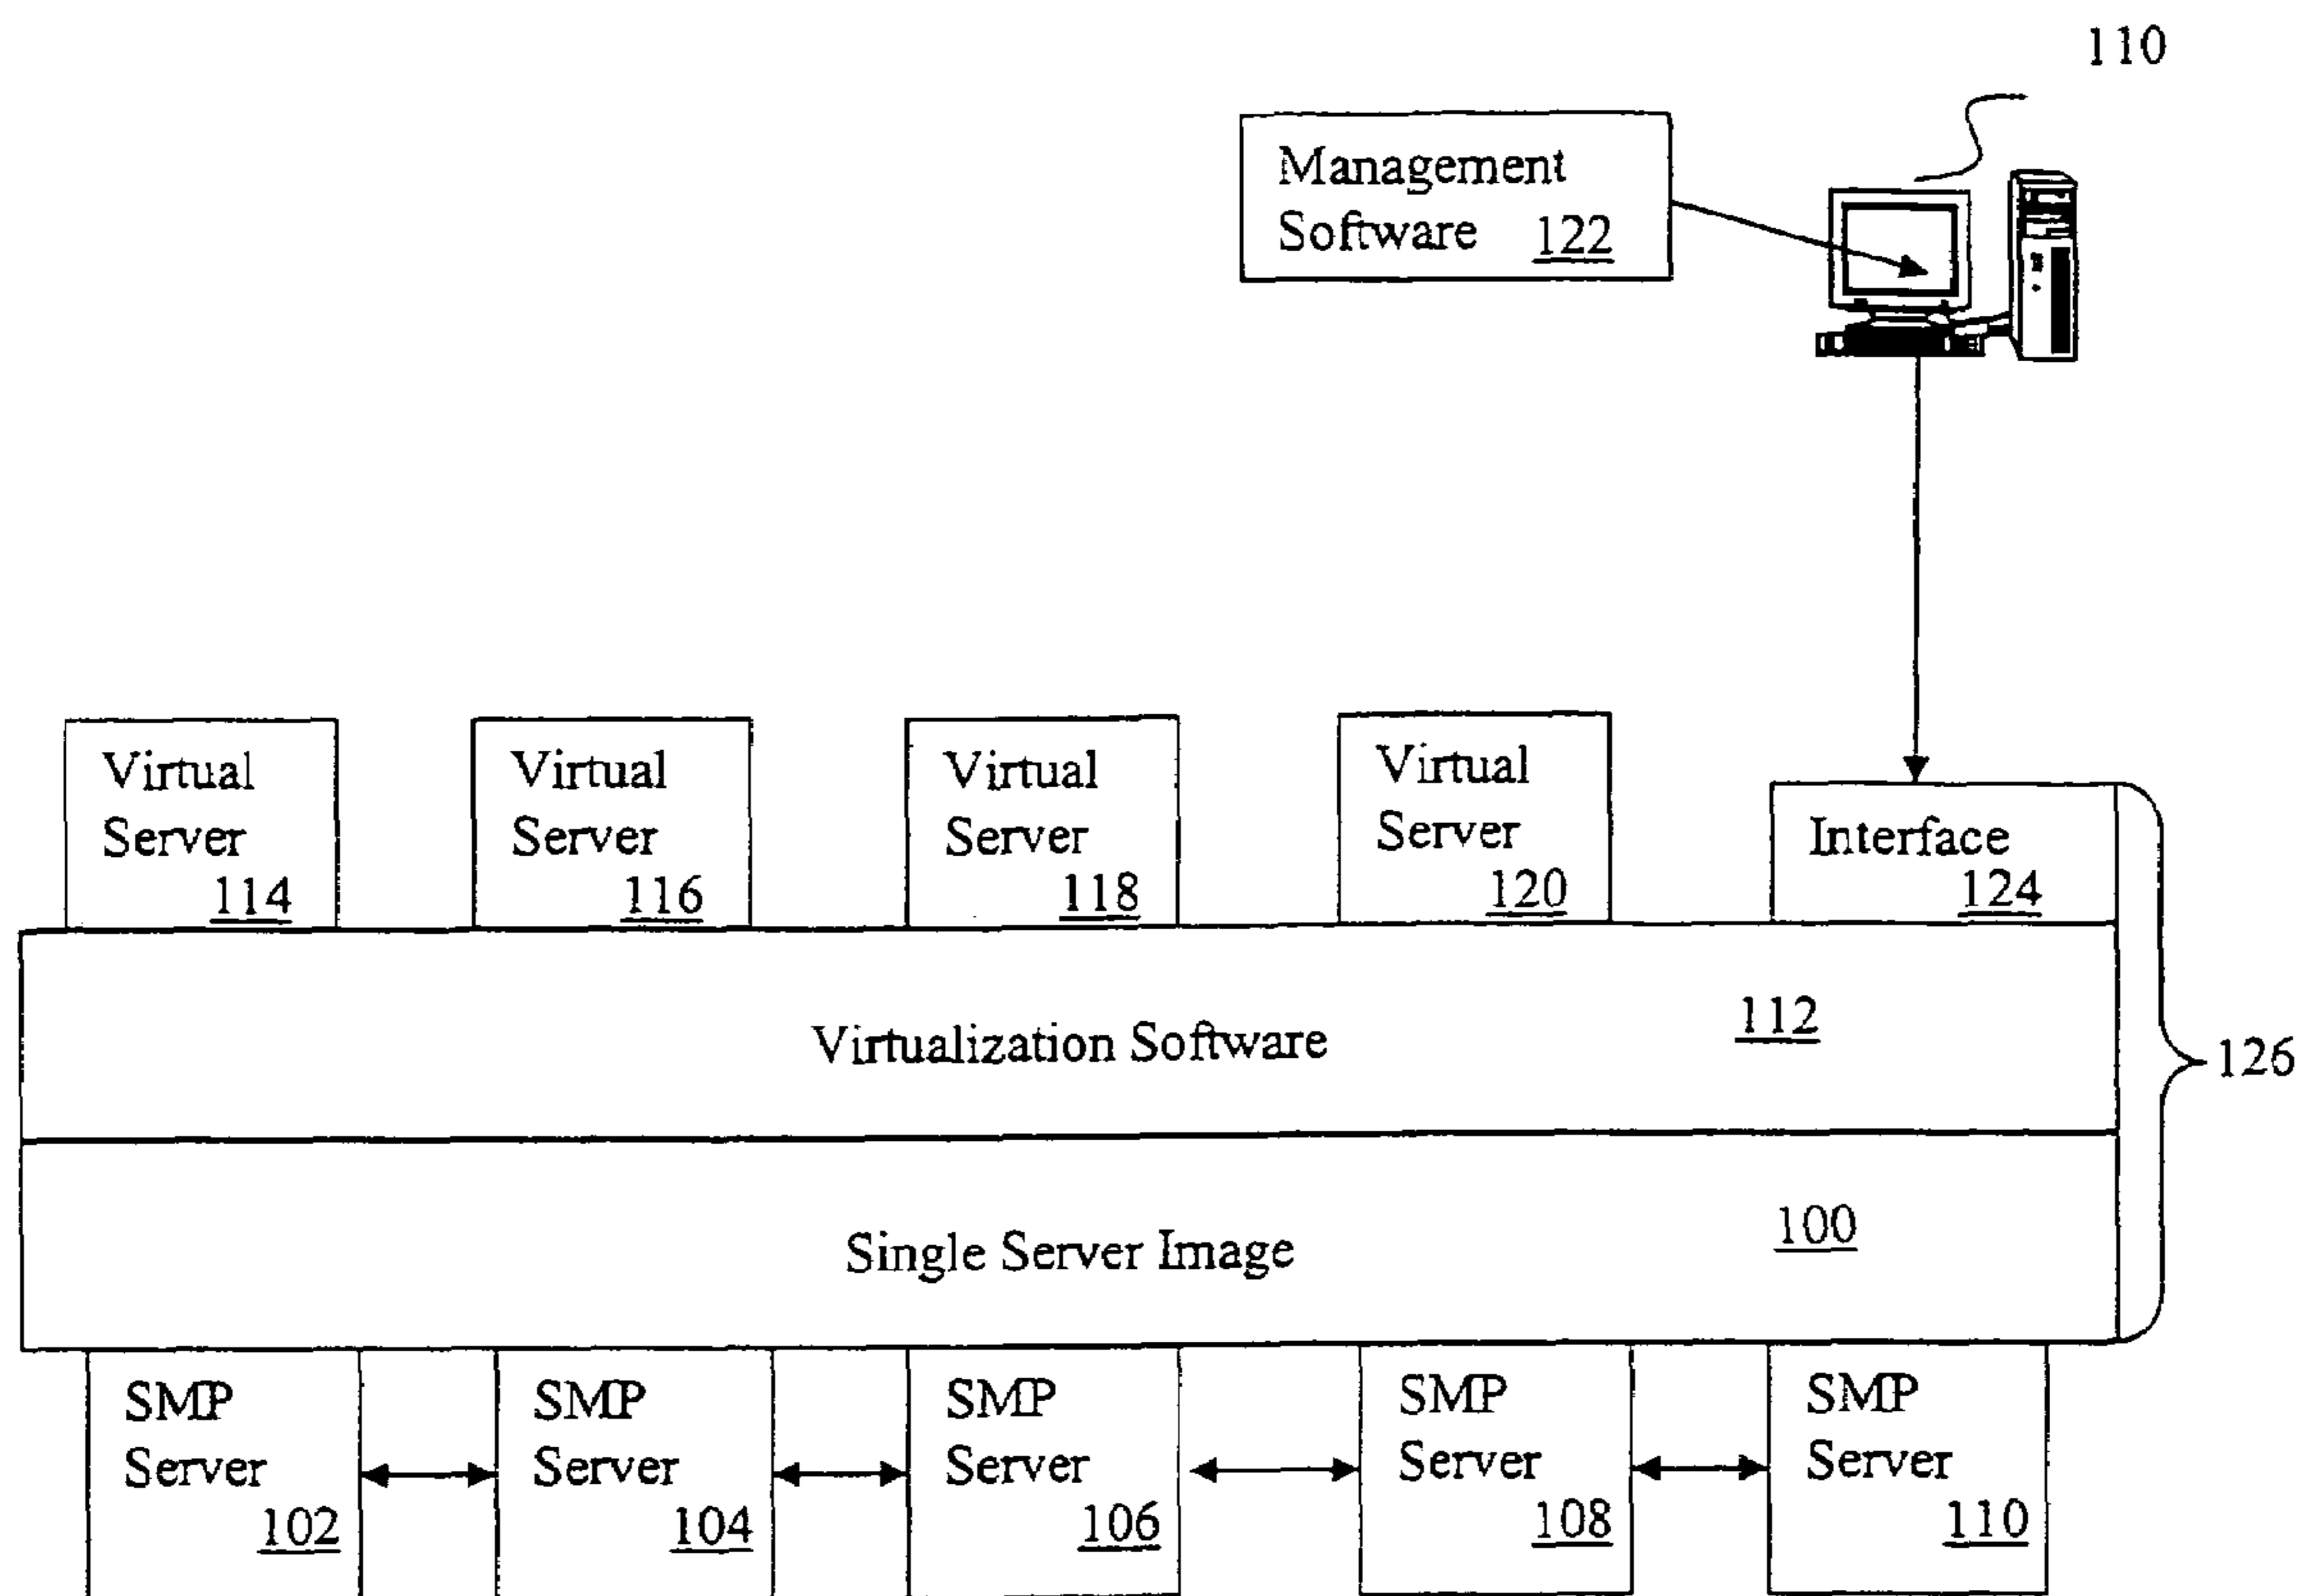 110
Management
Software 122
Virtual
Server
114
Virtual
Server
116
Virtual
Server
118
Virtual
Server
120
Interface
124
Virtualization Software 112
126
Single Server Image 100
SMP
Server
102
SMP
Server
104
SMP
Server
106
SMP
Server
108
SMP
Server
110